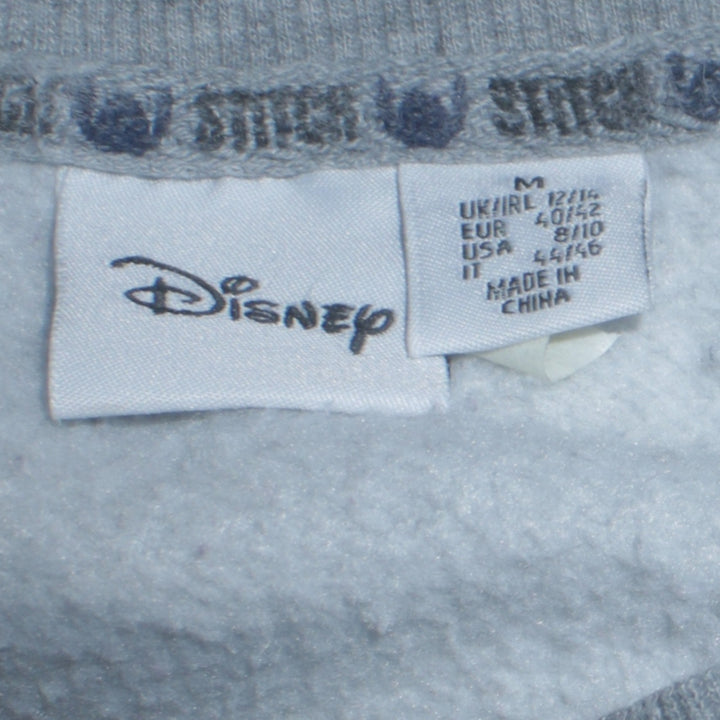 STITCH STITCH
Disney
M
UK/IRL 12/14
EUR 40/42
USA 8/10
IT 44/46
MADE IN
CHINA